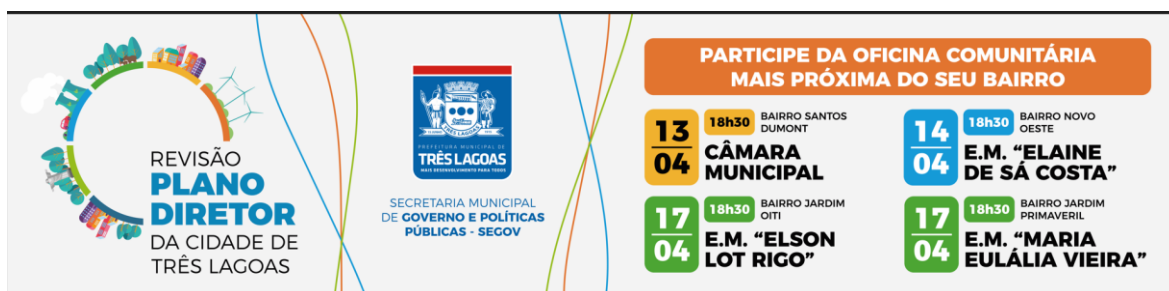 REVISÃO
PLANO
DIRETOR
DA CIDADE DE
TRÊS LAGOAS
PREFEITURA MUNICIPAL DE
TRÊS LAGOAS
MAIS DESENVOLVIMENTO PARA TODOS
SECRETARIA MUNICIPAL
DE GOVERNO E POLÍTICAS
PÚBLICAS - SEGOV
PARTICIPE DA OFICINA COMUNITÁRIA
MAIS PRÓXIMA DO SEU BAIRRO
13
04
18h30
BAIRRO SANTOS
DUMONT
CÂMARA
MUNICIPAL
14
04
18h30
BAIRRO NOVO
OESTE
E.M. “ELAINE
DE SÁ COSTA”
17
04
18h30
BAIRRO JARDIM
OITI
E.M. “ELSON
LOT RIGO”
17
04
18h30
BAIRRO JARDIM
PRIMAVERIL
E.M. “MARIA
EULÁLIA VIEIRA”